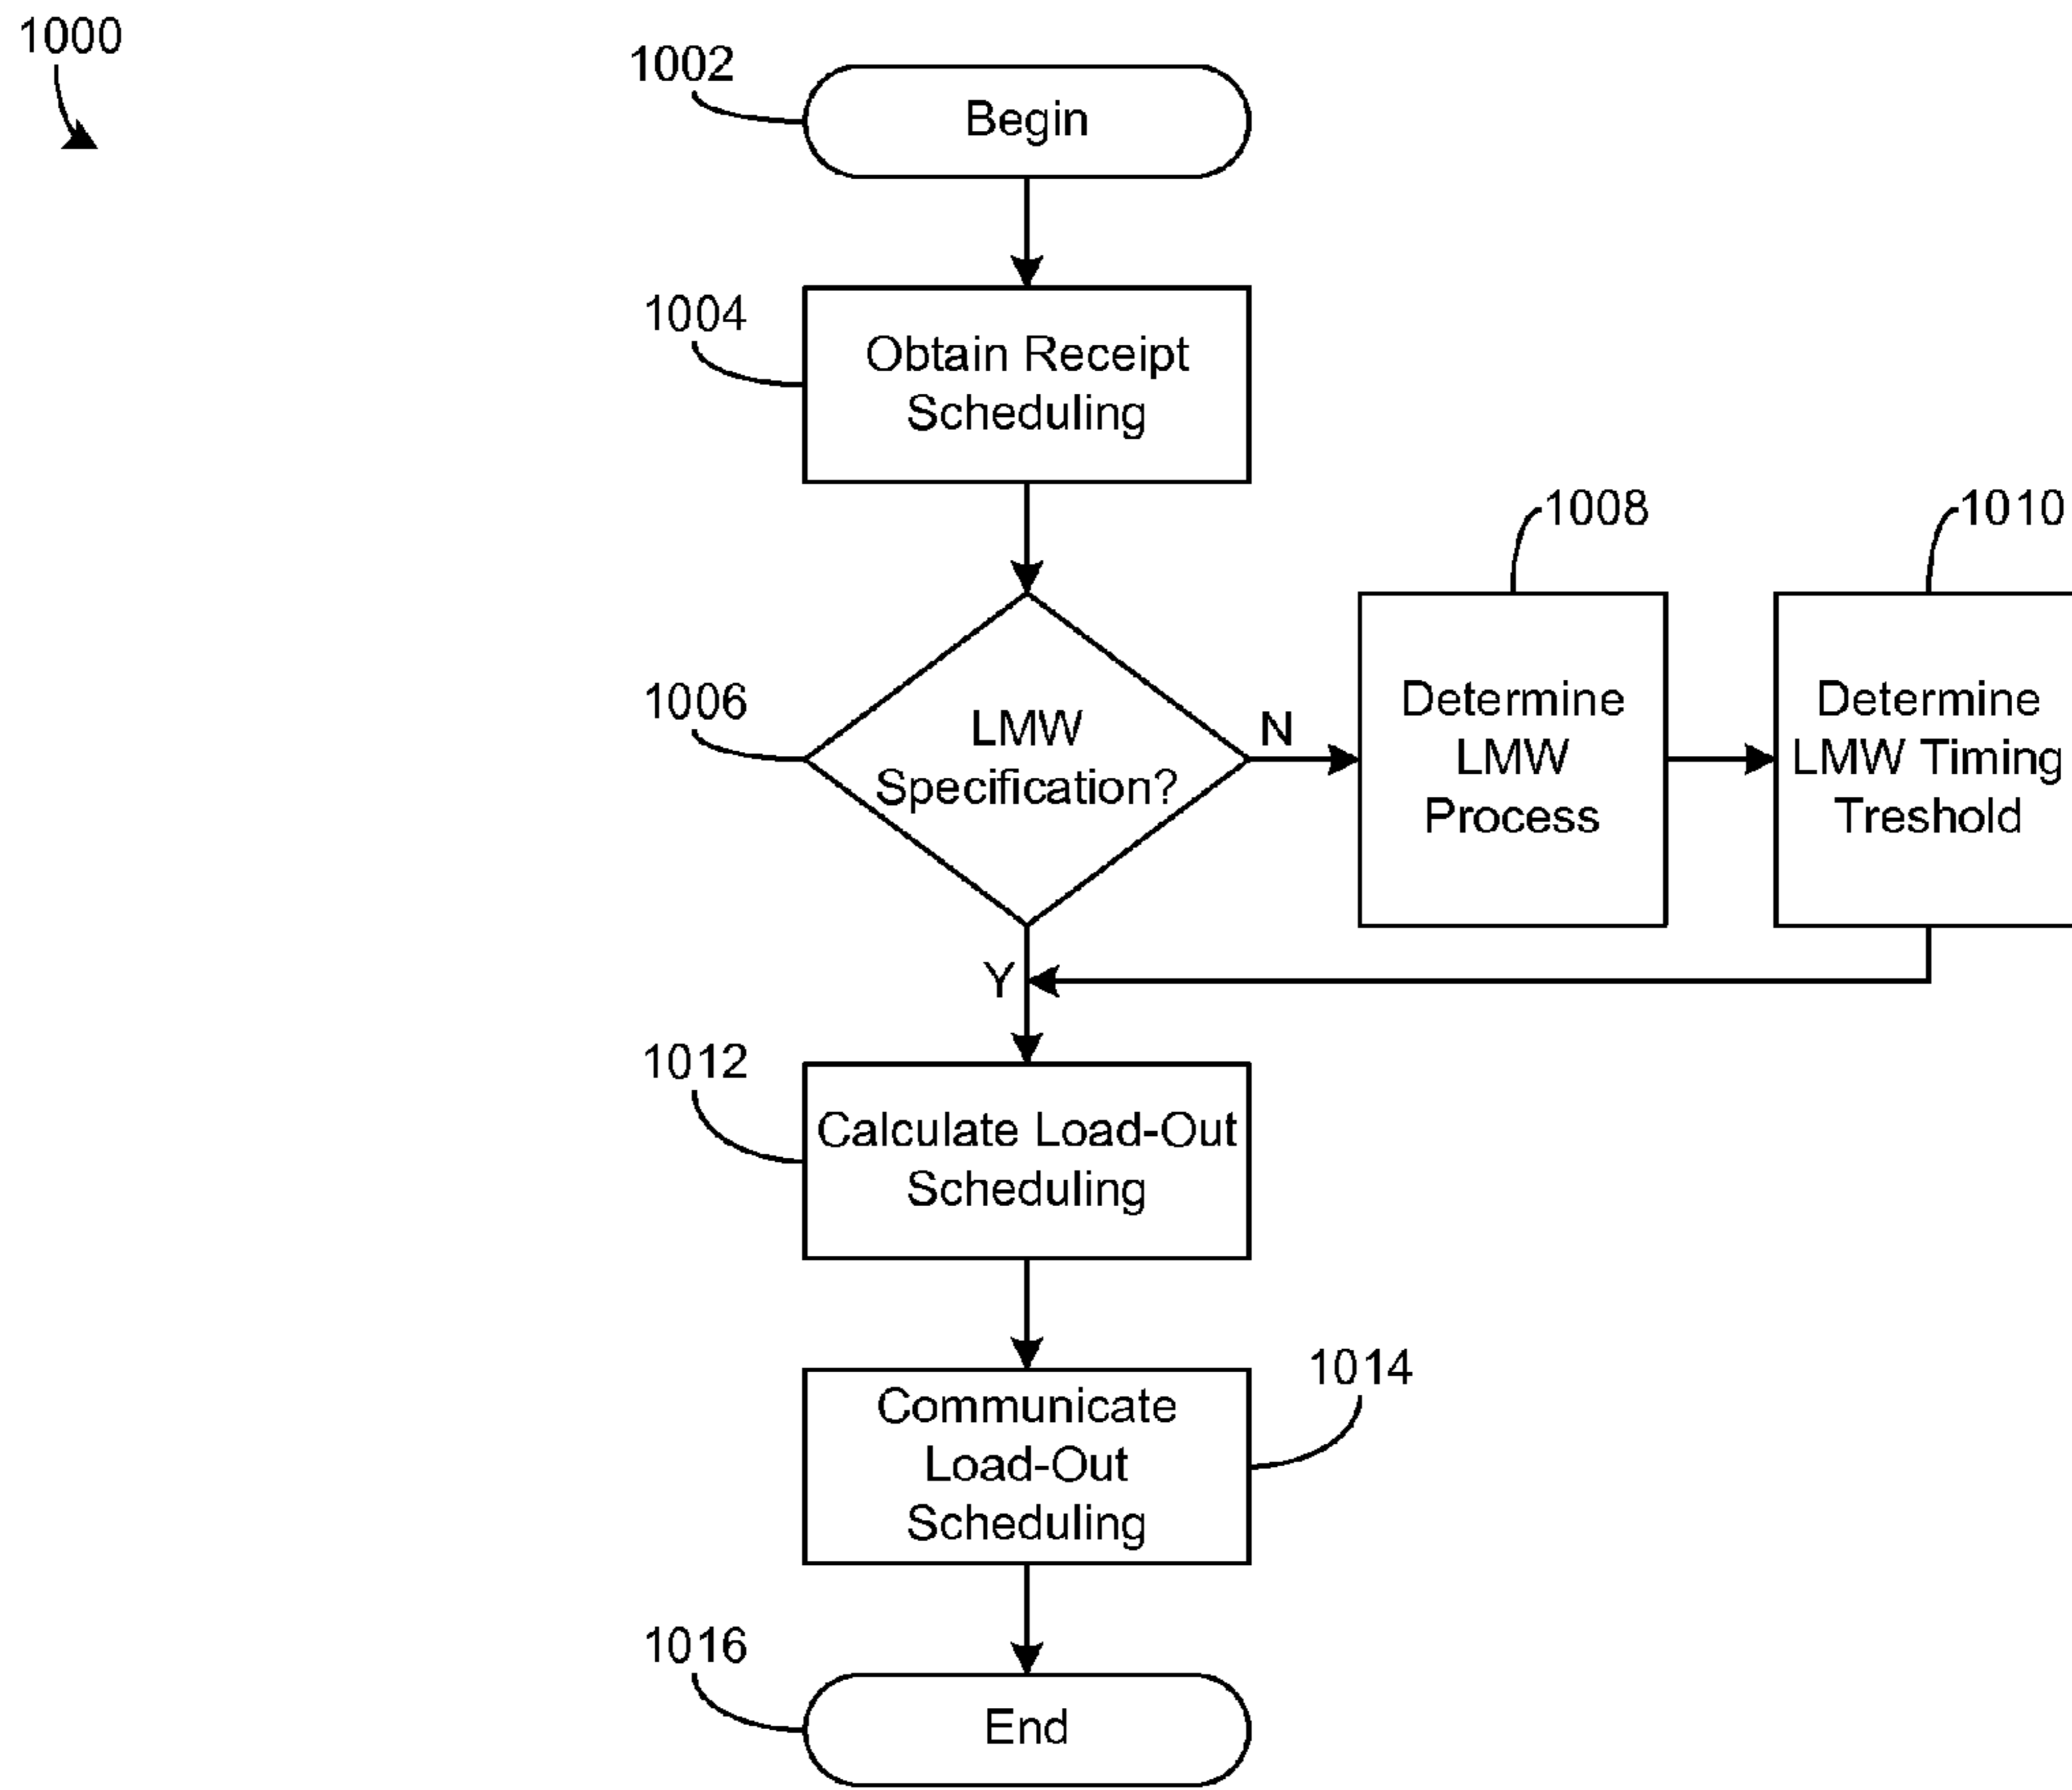 1000
1002
Begin
1004
Obtain Receipt
Scheduling
1006
LMW
Specification?
N
1008
Determine
LMW
Process
1010
Determine
LMW Timing
Treshold
Y
1012
Calculate Load-Out
Scheduling
1014
Communicate
Load-Out
Scheduling
1016
End